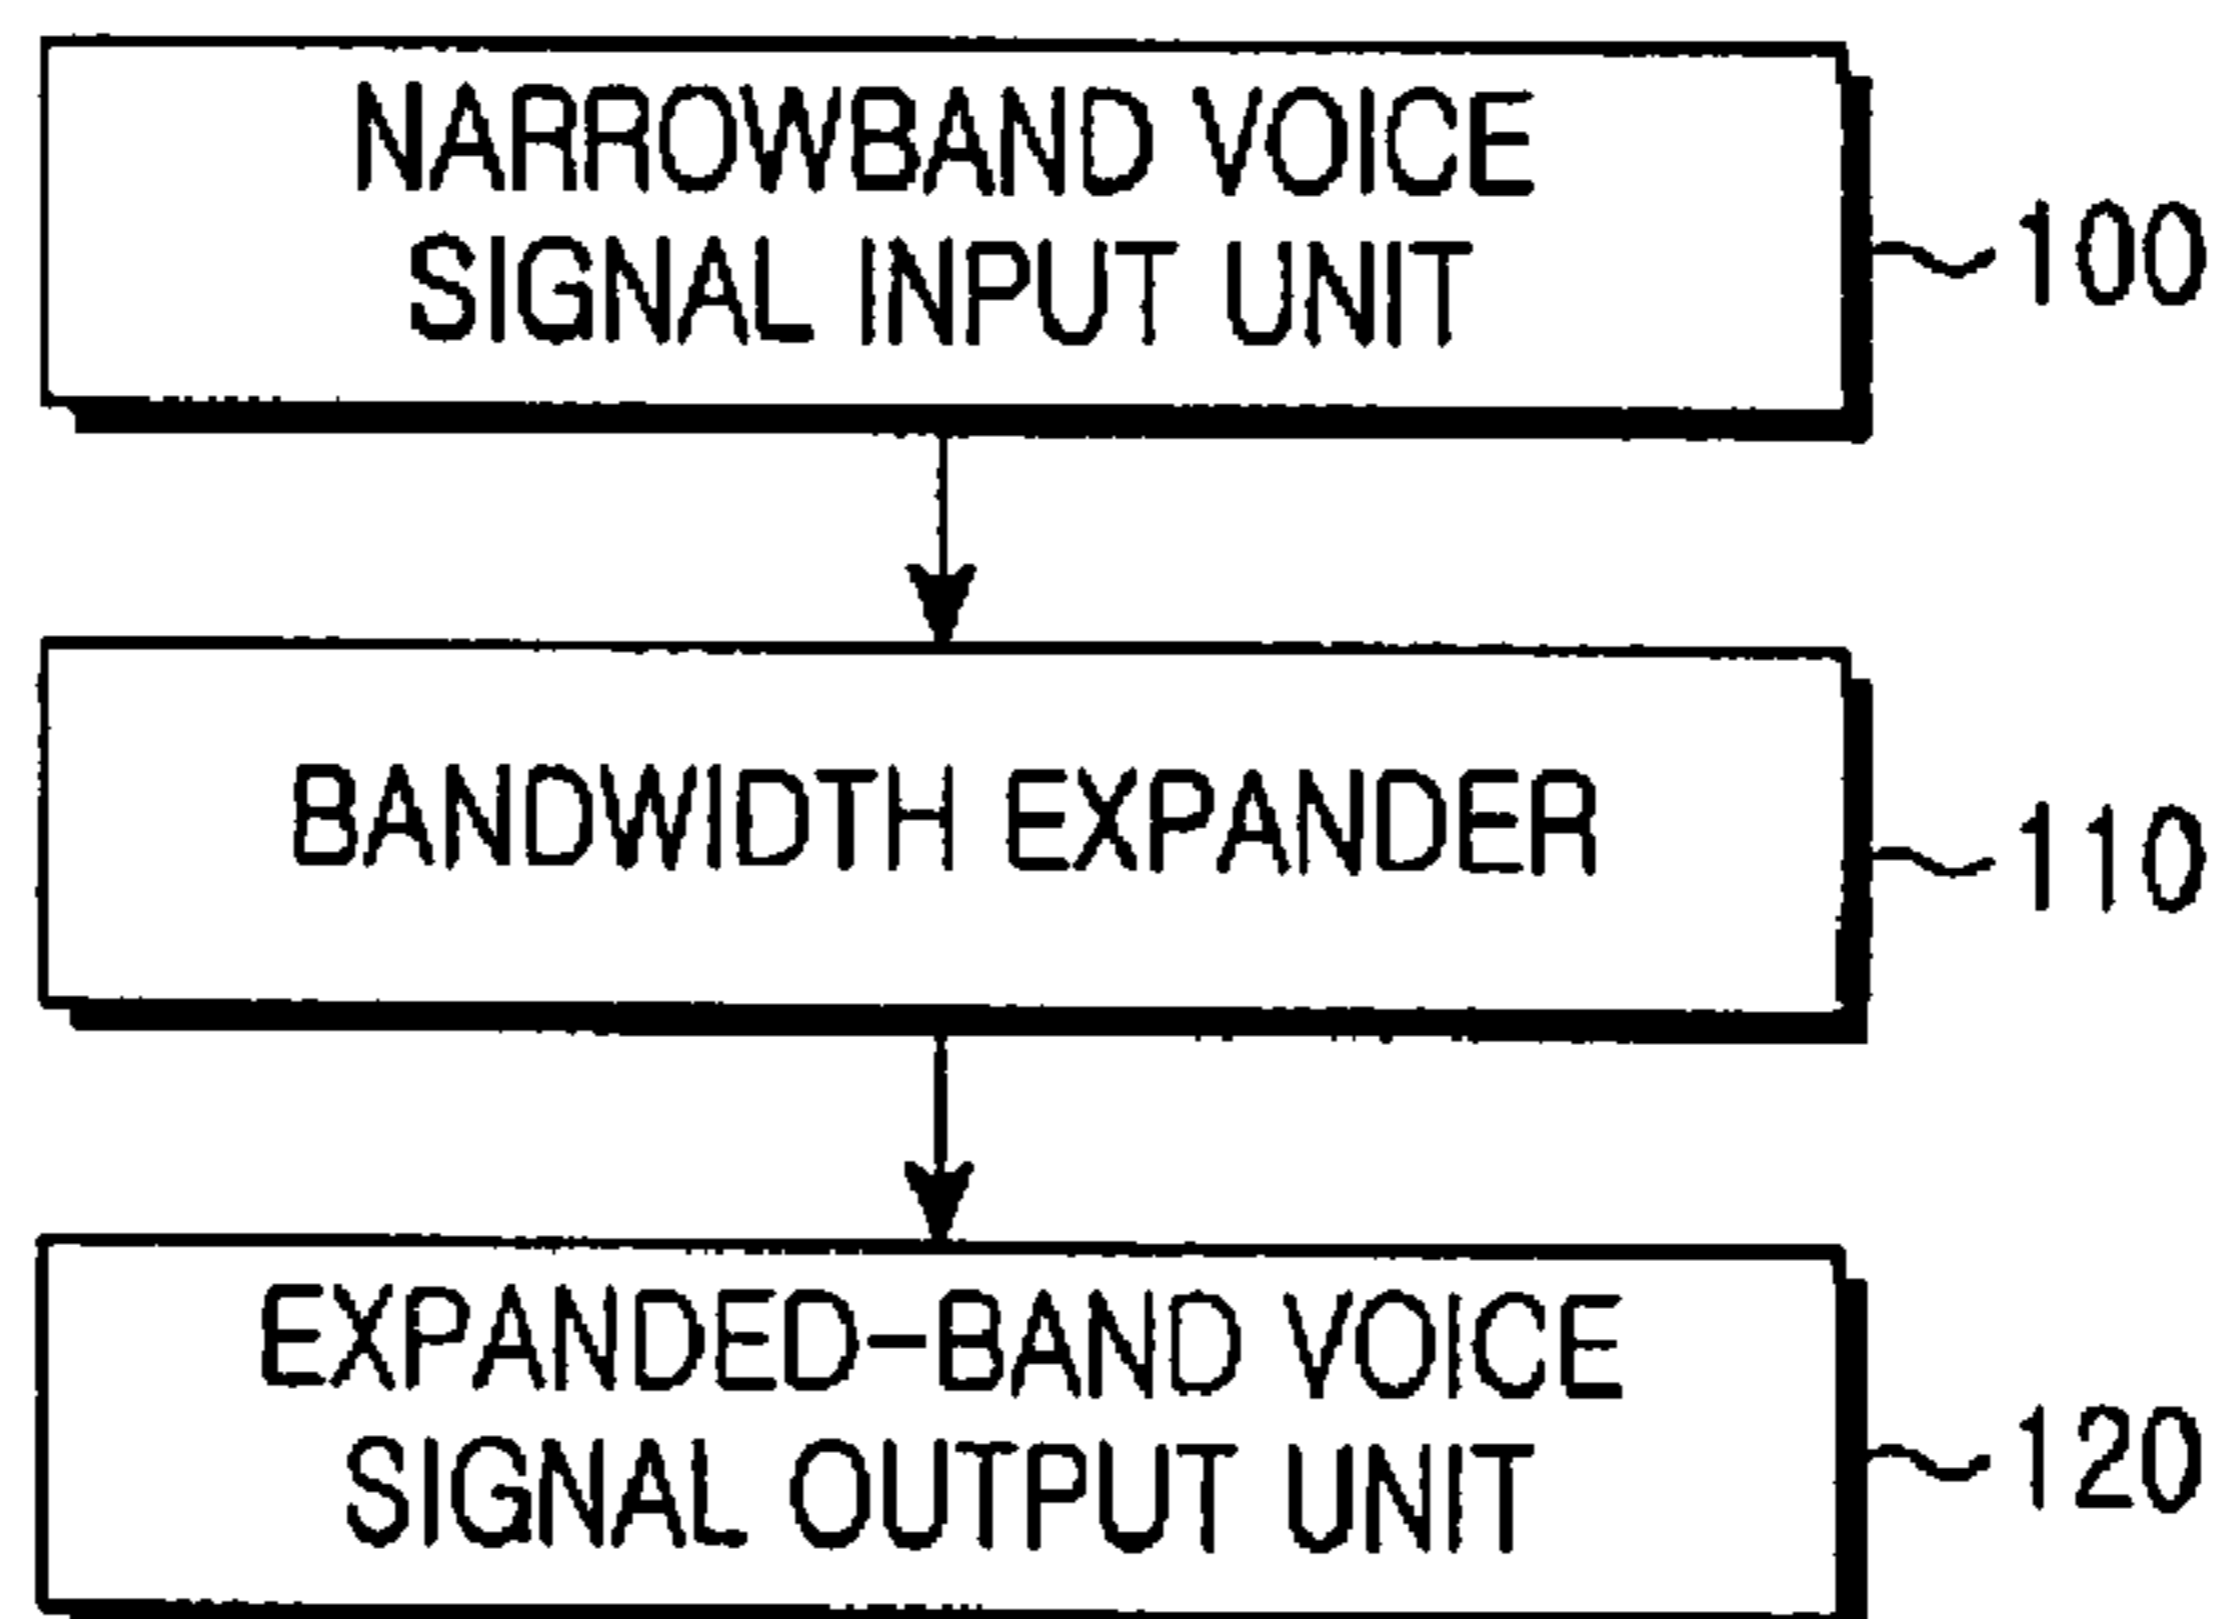 NARROWBAND VOICE
SIGNAL INPUT UNIT
100
BANDWIDTH EXPANDER
110
EXPANDED-BAND VOICE
SIGNAL OUTPUT UNIT
120